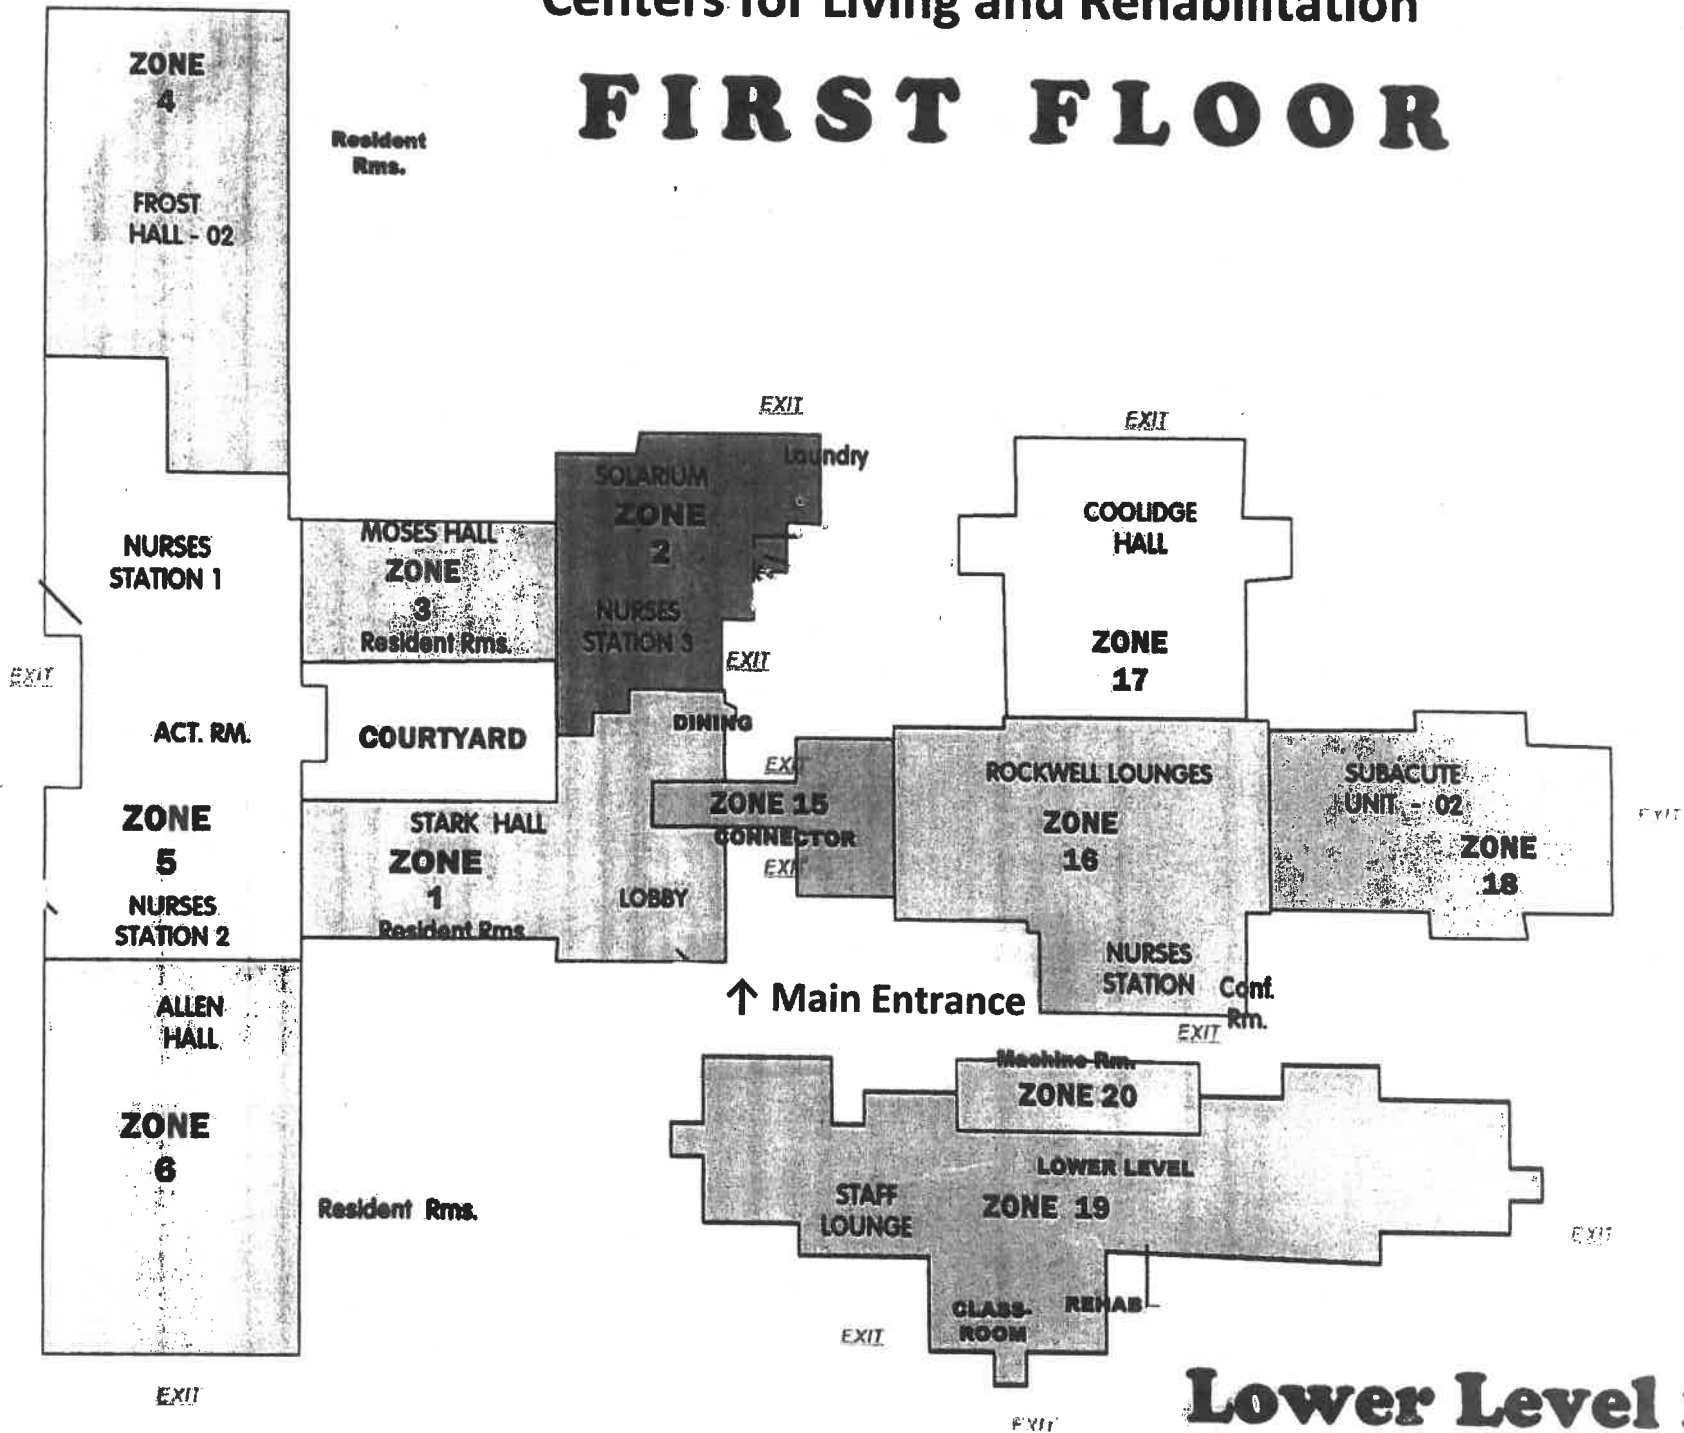 Centers for Living and Rehabilitation
FIRST FLOOR
ZONE
4
FROST
HALL - 02
Resident
Rms.
NURSES
STATION 1
EXIT
ACT. RM.
ZONE
5
NURSES
STATION 2
ALLEN
HALL
ZONE
6
Resident Rms.
EXIT
MOSES HALL
ZONE
3
Resident Rms.
COURTYARD
STARK HALL
ZONE
1
Resident Rms
EXIT
Laundry
SOLARIUM
ZONE
2
NURSES
STATION 3
EXIT
DINING
LOBBY
EXIT
ZONE 15
CONNECTOR
EXIT
↑ Main Entrance
EXIT
COOLIDGE
HALL
ZONE
17
ROCKWELL LOUNGES
ZONE
16
NURSES
STATION
Conf.
Rm.
EXIT
SUBACUTE
UNIT - 02
ZONE
18
EXIT
Machine Rm.
ZONE 20
LOWER LEVEL
ZONE 19
STAFF
LOUNGE
CLASS-
ROOM
REHAB
EXIT
EXIT
EXIT
Lower Level